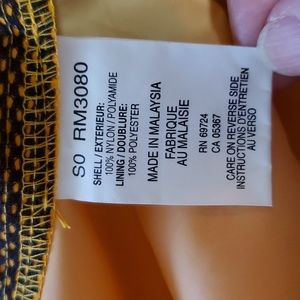 SO RM3080
SHELL / EXTERIEUR:
100% NYLON / POLYAMIDE
LINING / DOUBLURE:
100% POLYESTER
MADE IN MALAYSIA
FABRIQUE
AU MALAISIE
RN 69724
CA 05367
CARE ON REVERSE SIDE
INSTRUCTIONS D'ENTRETIEN
AU VERSO